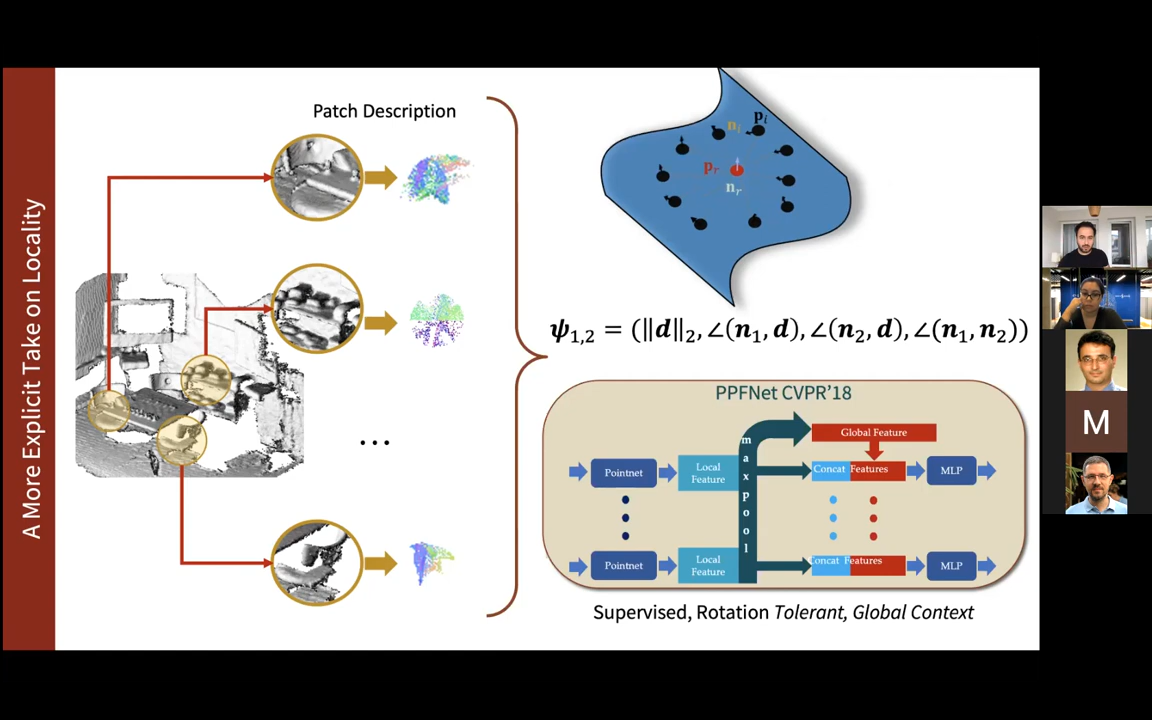 A More Explicit Take on Locality
Patch Description
...
n_i
p_i
p_r
n_r
ψ_{1,2} = (‖d‖_2, ∠(n_1, d), ∠(n_2, d), ∠(n_1, n_2))
PPFNet CVPR'18
maxpool
Global Feature
Pointnet
Local
Feature
Concat Features
MLP
Pointnet
Local
Feature
Concat Features
MLP
Supervised, Rotation Tolerant, Global Context
M